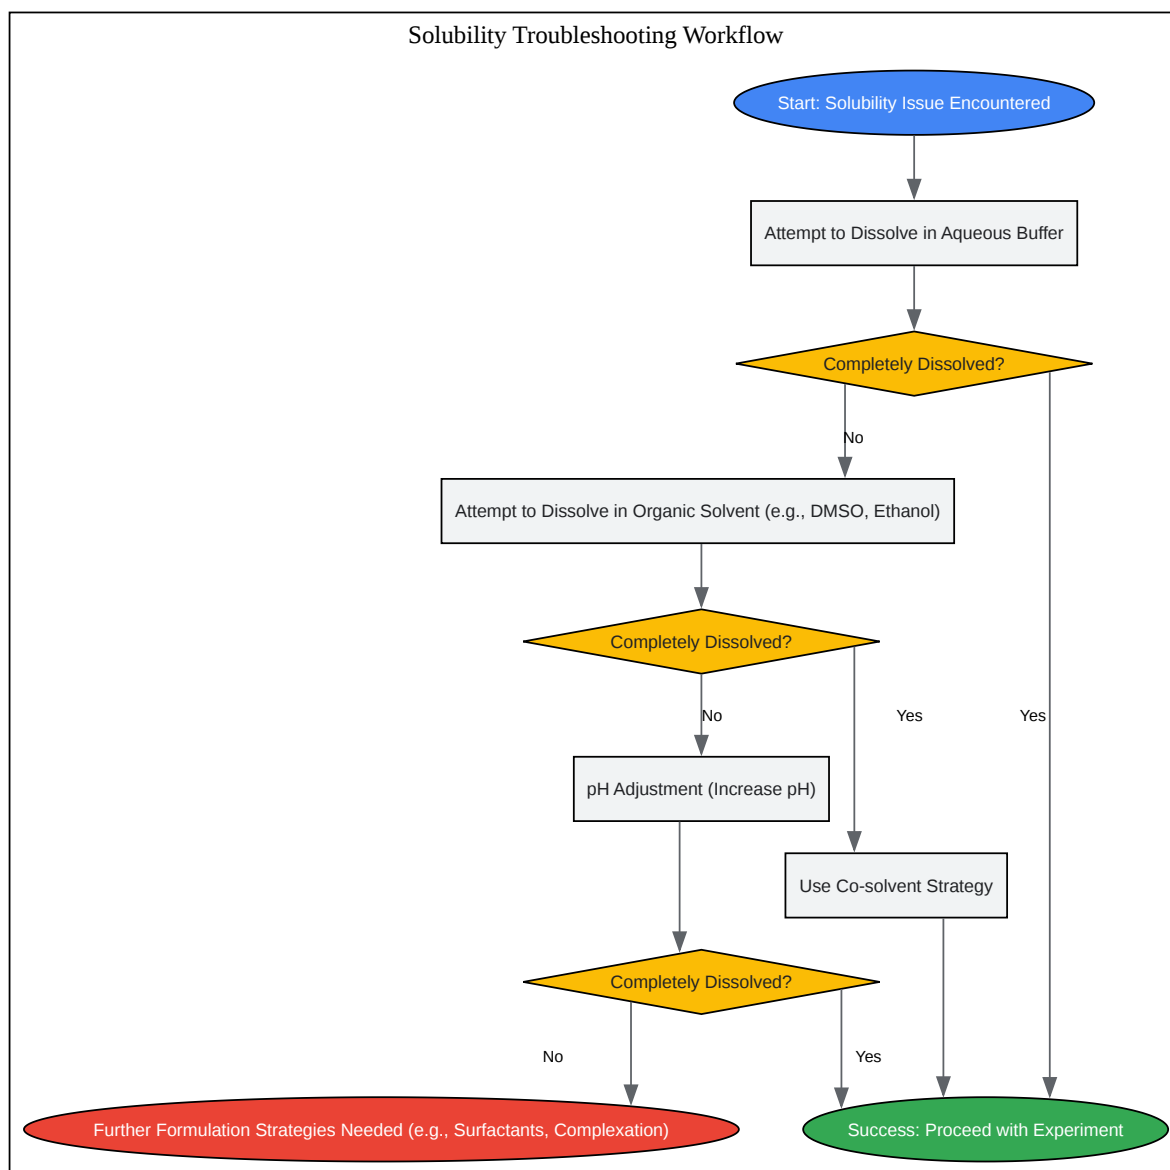 Solubility Troubleshooting Workflow
Start: Solubility Issue Encountered
Attempt to Dissolve in Aqueous Buffer
Completely Dissolved?
No
Attempt to Dissolve in Organic Solvent (e.g., DMSO, Ethanol)
Completely Dissolved?
No
Yes
Yes
pH Adjustment (Increase pH)
Use Co-solvent Strategy
Completely Dissolved?
No
Yes
Further Formulation Strategies Needed (e.g., Surfactants, Complexation)
Success: Proceed with Experiment